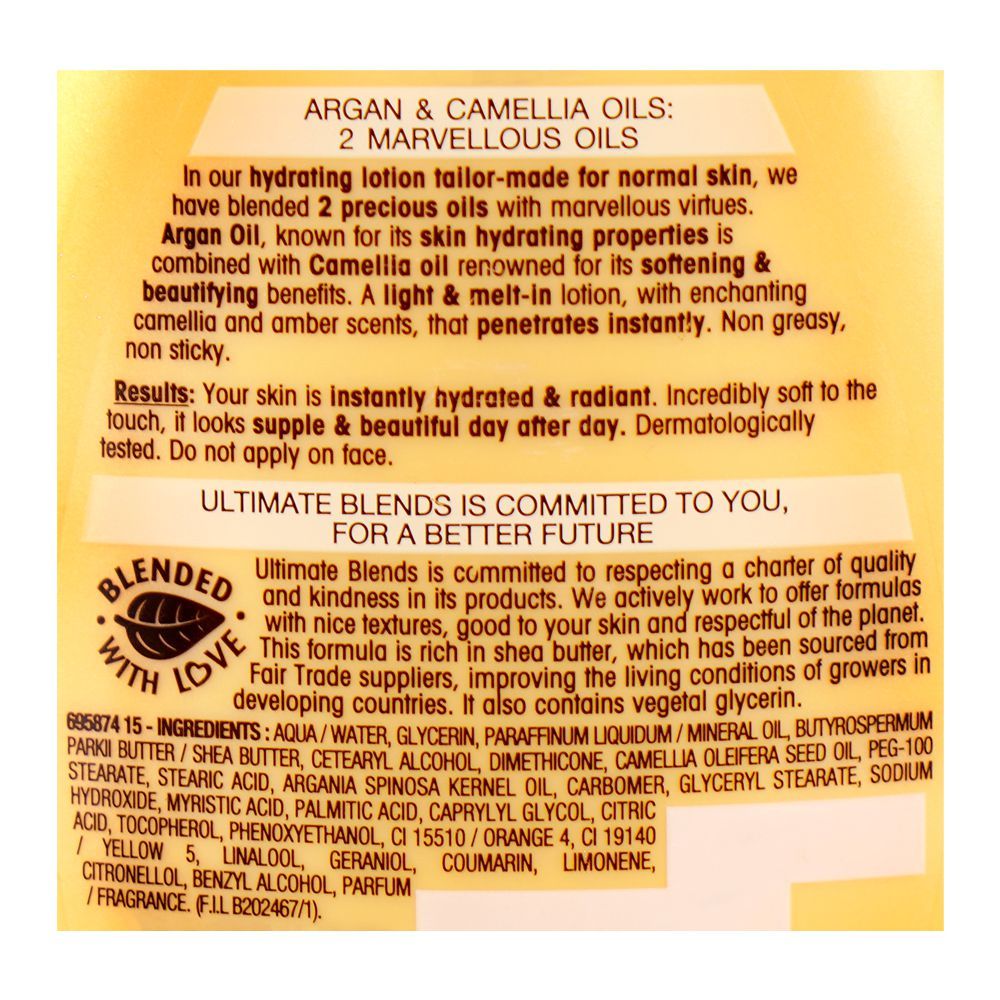 ARGAN & CAMELLIA OILS:
2 MARVELLOUS OILS
In our hydrating lotion tailor-made for normal skin, we
have blended 2 precious oils with marvellous virtues.
Argan Oil, known for its skin hydrating properties is
combined with Camellia oil renowned for its softening &
beautifying benefits. A light & melt-in lotion, with enchanting
camellia and amber scents, that penetrates instantly. Non greasy,
non sticky.
Results: Your skin is instantly hydrated & radiant. Incredibly soft to the
touch, it looks supple & beautiful day after day. Dermatologically
tested. Do not apply on face.
ULTIMATE BLENDS IS COMMITTED TO YOU,
FOR A BETTER FUTURE
BLENDED
WITH LOVE
Ultimate Blends is committed to respecting a charter of quality
and kindness in its products. We actively work to offer formulas
with nice textures, good to your skin and respectful of the planet.
This formula is rich in shea butter, which has been sourced from
Fair Trade suppliers, improving the living conditions of growers in
developing countries. It also contains vegetal glycerin.
695874 15 - INGREDIENTS : AQUA / WATER, GLYCERIN, PARAFFINUM LIQUIDUM / MINERAL OIL, BUTYROSPERMUM
PARKII BUTTER / SHEA BUTTER, CETEARYL ALCOHOL, DIMETHICONE, CAMELLIA OLEIFERA SEED OIL, PEG-100
STEARATE, STEARIC ACID, ARGANIA SPINOSA KERNEL OIL, CARBOMER, GLYCERYL STEARATE, SODIUM
HYDROXIDE, MYRISTIC ACID, PALMITIC ACID, CAPRYLYL GLYCOL, CITRIC
ACID, TOCOPHEROL, PHENOXYETHANOL, CI 15510 / ORANGE 4, CI 19140
/ YELLOW 5, LINALOOL, GERANIOL, COUMARIN, LIMONENE,
CITRONELLOL, BENZYL ALCOHOL, PARFUM
/ FRAGRANCE. (F.I.L B202467/1).